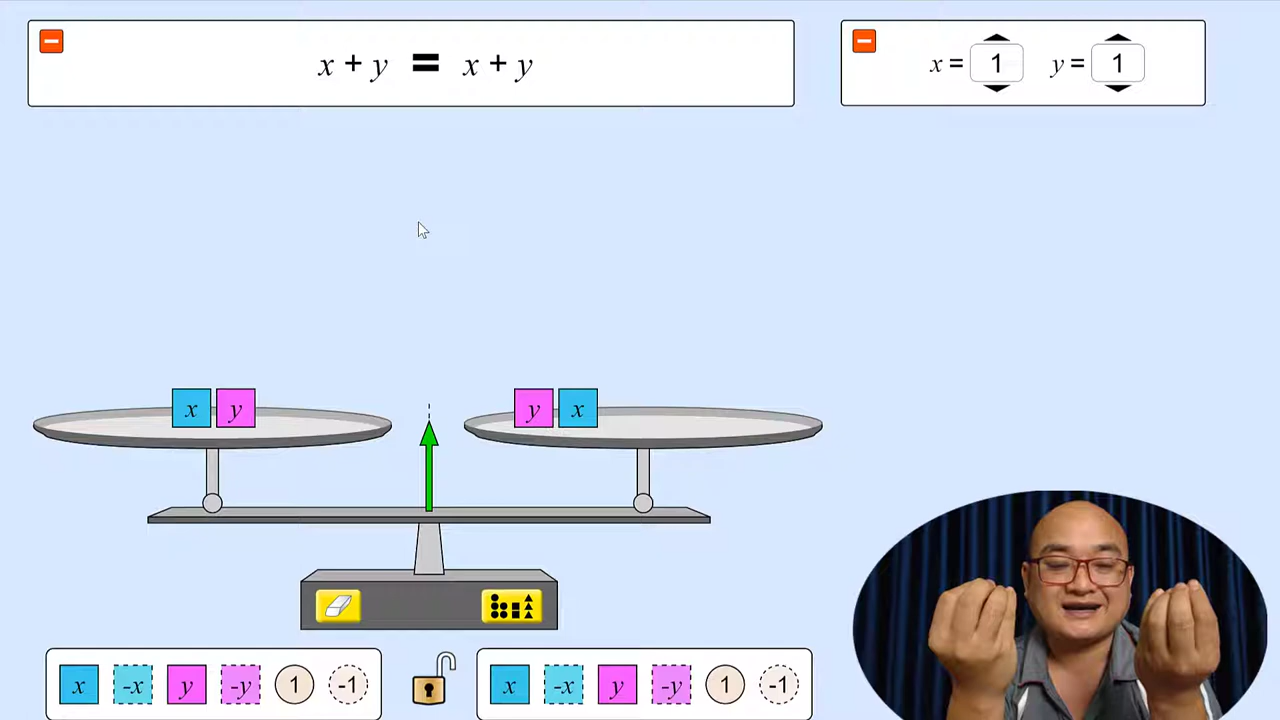 x + y = x + y
x = 1 y = 1
x y y x
x -x y -y 1 -1 x -x y -y 1 -1